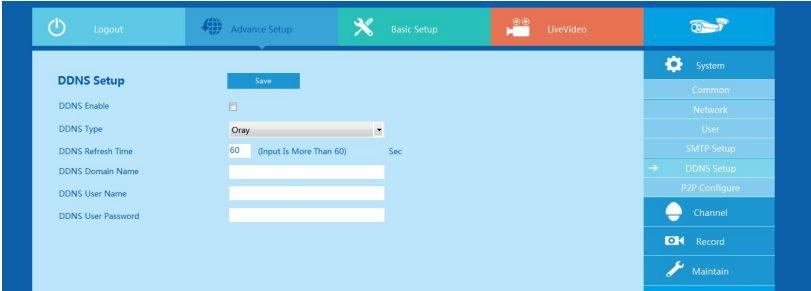 Logout
Advance Setup
Basic Setup
LiveVideo
DDNS Setup
Save
DDNS Enable
DDNS Type
Oray
DDNS Refresh Time
60 (Input Is More Than 60) Sec
DDNS Domain Name
DDNS User Name
DDNS User Password
System
Common
Network
User
SMTP Setup
DDNS Setup
P2P Configure
Channel
Record
Maintain